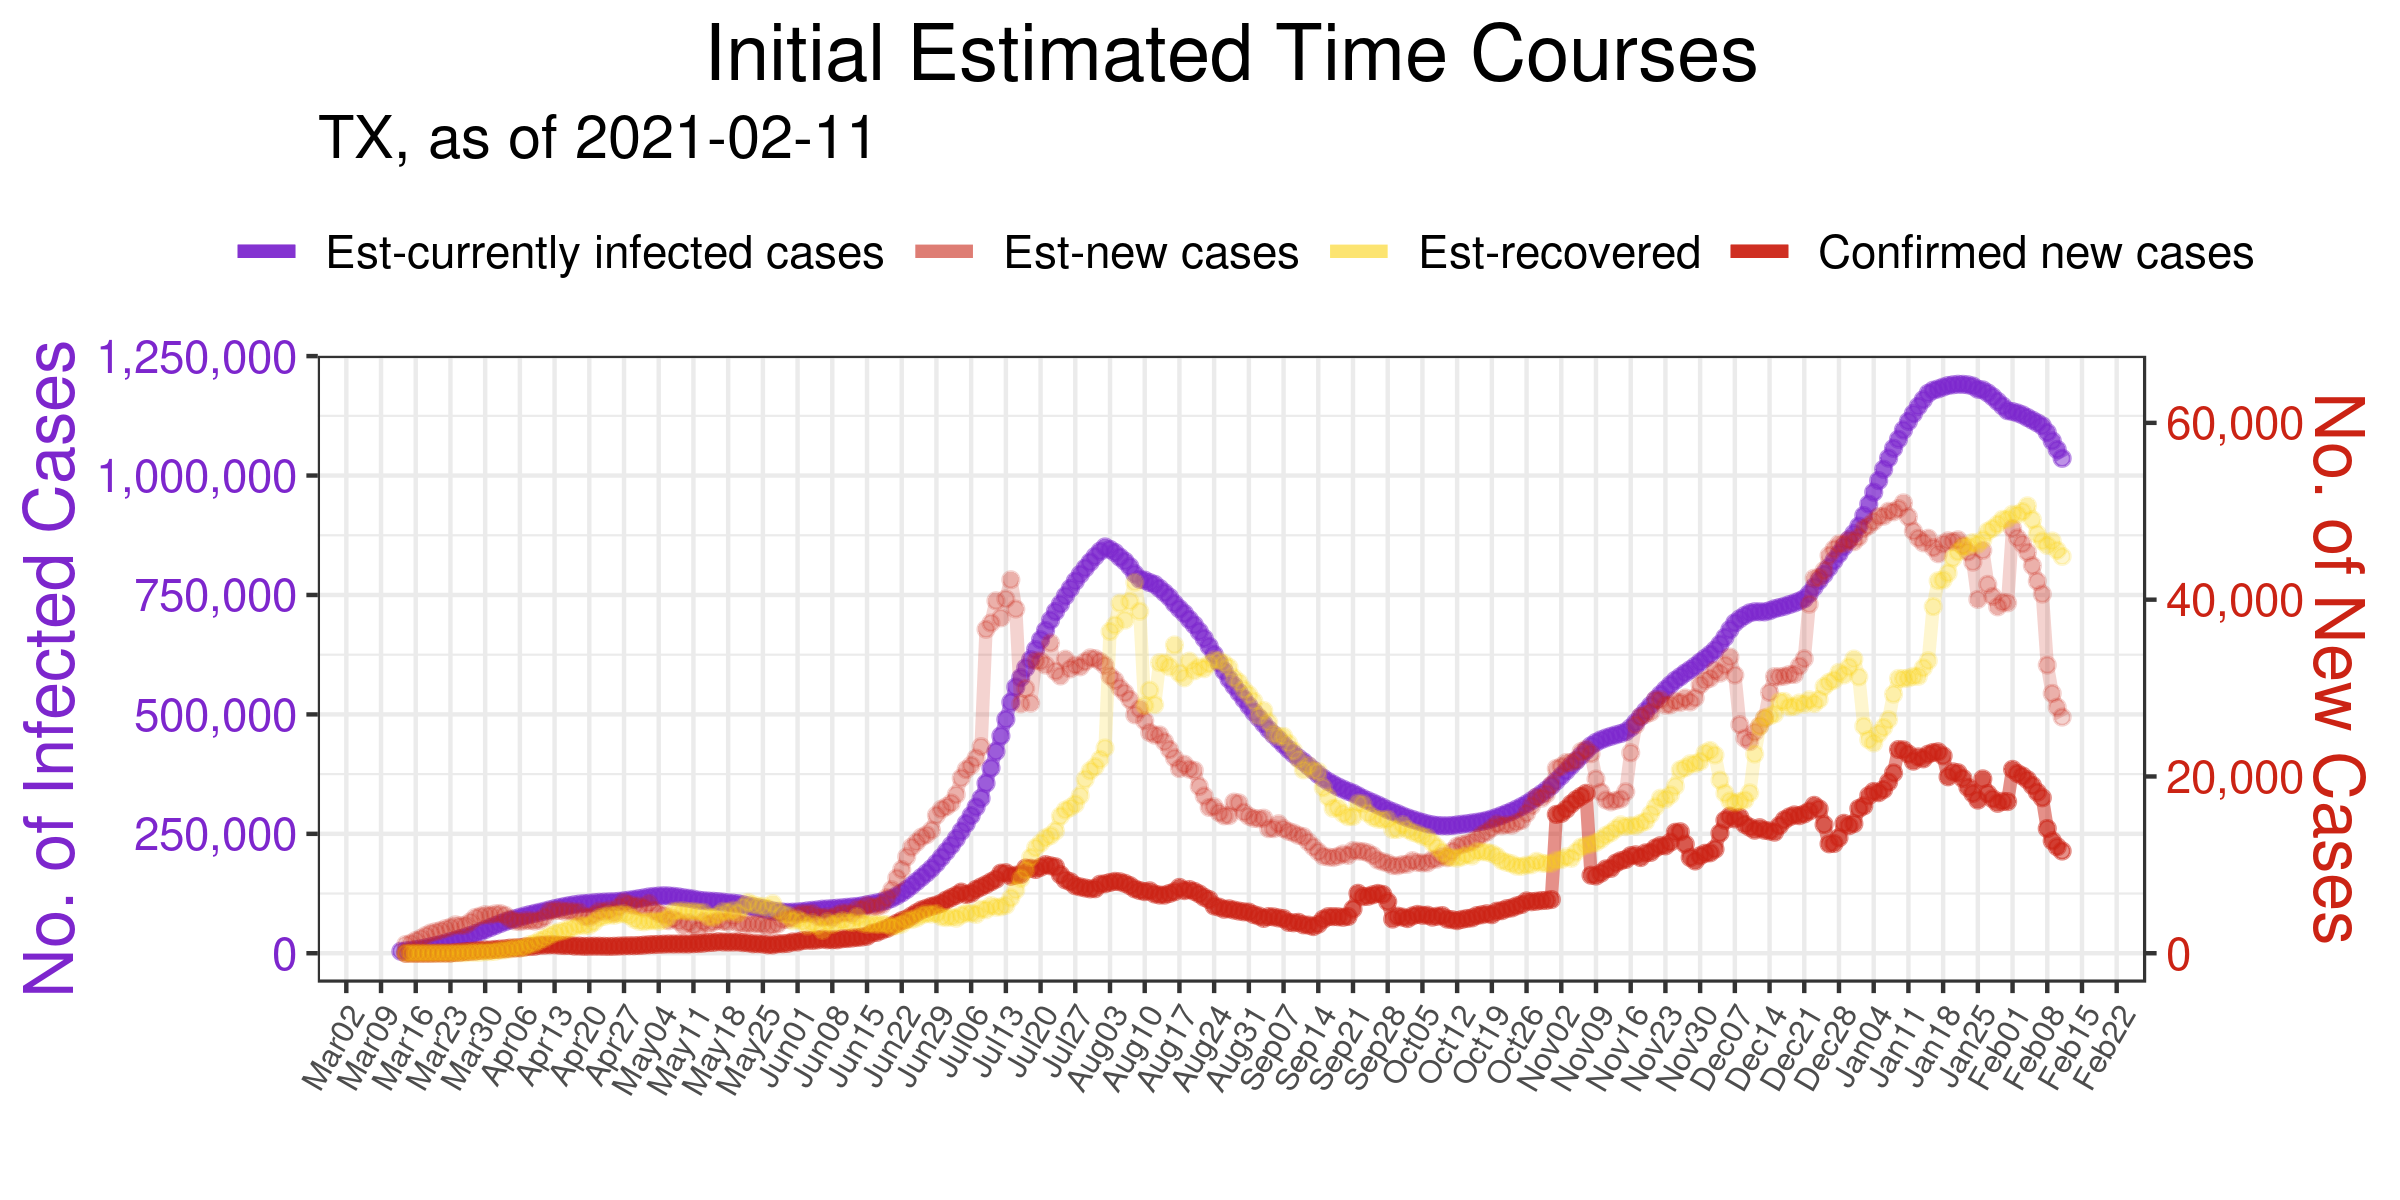 Initial Estimated Time Courses
TX, as of 2021-02-11
Est-currently infected cases Est-new cases Est-recovered Confirmed new cases
No. of Infected Cases
1,250,000
1,000,000
750,000
500,000
250,000
0
60,000
40,000
20,000
0
No. of New Cases
Mar02 Mar09 Mar16 Mar23 Mar30 Apr06 Apr13 Apr20 Apr27 May04 May11 May18 May25 Jun01 Jun08 Jun15 Jun22 Jun29 Jul06 Jul13 Jul20 Jul27 Aug03 Aug10 Aug17 Aug24 Aug31 Sep07 Sep14 Sep21 Sep28 Oct05 Oct12 Oct19 Oct26 Nov02 Nov09 Nov16 Nov23 Nov30 Dec07 Dec14 Dec21 Dec28 Jan04 Jan11 Jan18 Jan25 Feb01 Feb08 Feb15 Feb22